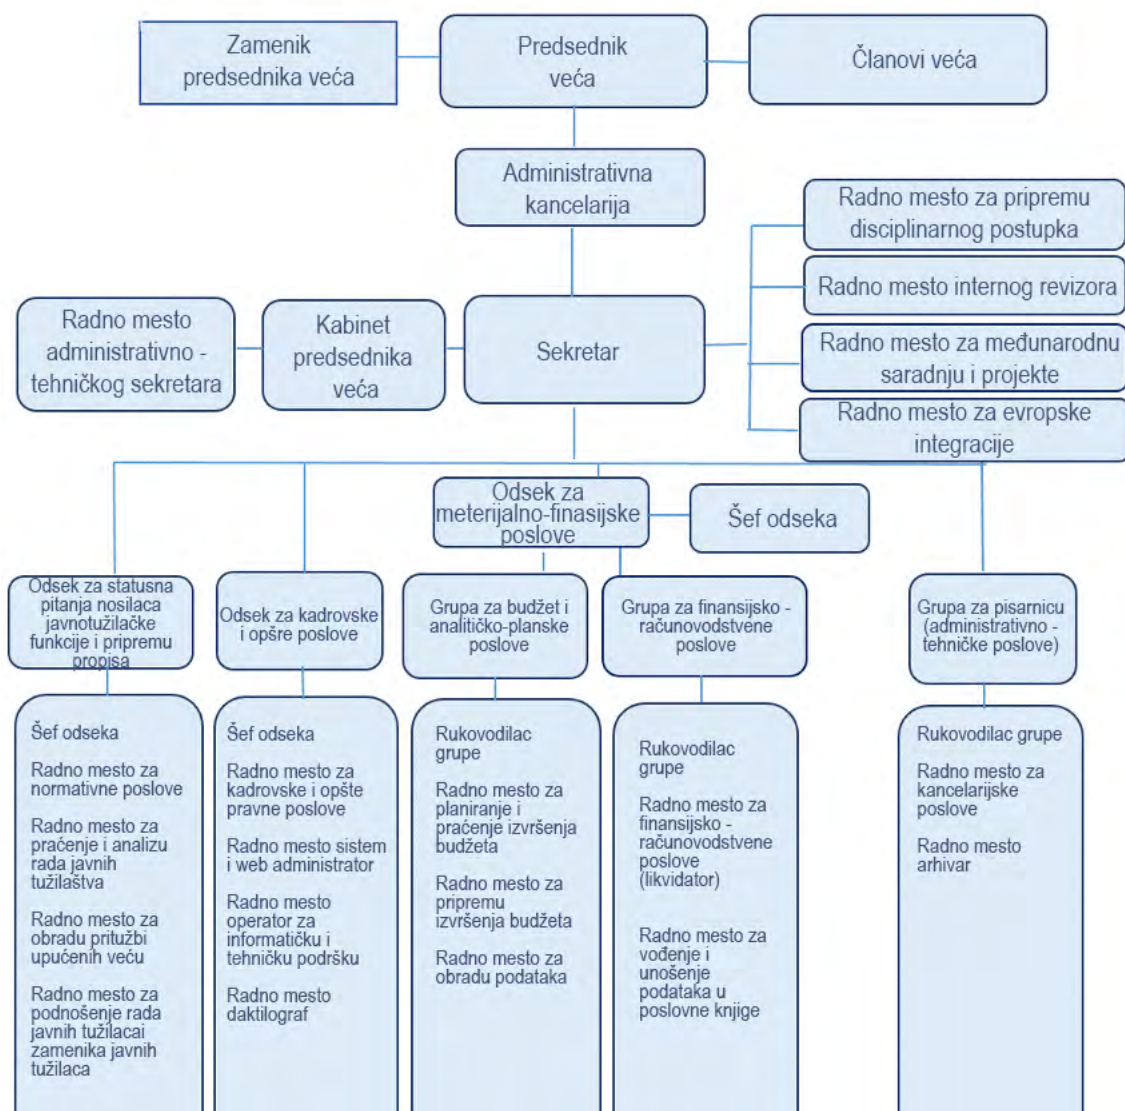 Zamenik
predsednika veća
Predsednik
veća
Članovi veća
Administrativna
kancelarija
Radno mesto za pripremu
disciplinarnog postupka
Radno mesto internog revizora
Radno mesto za međunarodnu
saradnju i projekte
Radno mesto za evropske
integracije
Radno mesto
administrativno -
tehničkog sekretara
Kabinet
predsednika
veća
Sekretar
Odsek za
meterijalno-finasijske
poslove
Šef odseka
Odsek za statusna
pitanja nosilaca
javnotužilačke
funkcije i pripremu
propisa
Odsek za kadrovske
i opšre poslove
Grupa za budžet i
analitičko-planske
poslove
Grupa za finansijsko -
računovodstvene
poslove
Grupa za pisarnicu
(administrativno -
tehničke poslove)
Šef odseka
Radno mesto za
normativne poslove
Radno mesto za
praćenje i analizu
rada javnih
tužilaštva
Radno mesto za
obradu pritužbi
upućenih veću
Radno mesto za
podnošenje rada
javnih tužilacai
zamenika javnih
tužilaca
Šef odseka
Radno mesto za
kadrovske i opšte
pravne poslove
Radno mesto sistem
i web administrator
Radno mesto
operator za
informatičku i
tehničku podršku
Radno mesto
daktilograf
Rukovodilac
grupe
Radno mesto za
planiranje i
praćenje izvršenja
budžeta
Radno mesto za
pripremu
izvršenja budžeta
Radno mesto za
obradu podataka
Rukovodilac
grupe
Radno mesto za
finansijsko -
računovodstvene
poslove
(likvidator)
Radno mesto za
vođenje i
unošenje
podataka u
poslovne knjige
Rukovodilac grupe
Radno mesto za
kancelarijske
poslove
Radno mesto
arhivar